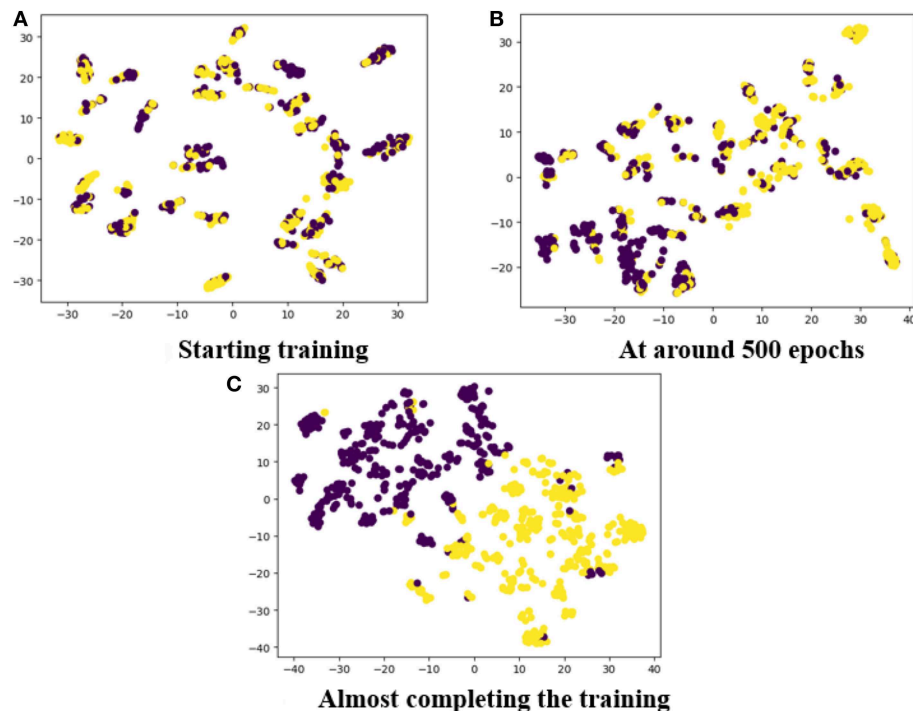 A
30
20
10
0
−10
−20
−30
−30 −20 −10 0 10 20 30
Starting training
B
30
20
10
0
−10
−20
−30 −20 −10 0 10 20 30 40
At around 500 epochs
C
30
20
10
0
−10
−20
−30
−40
−40 −30 −20 −10 0 10 20 30 40
Almost completing the training